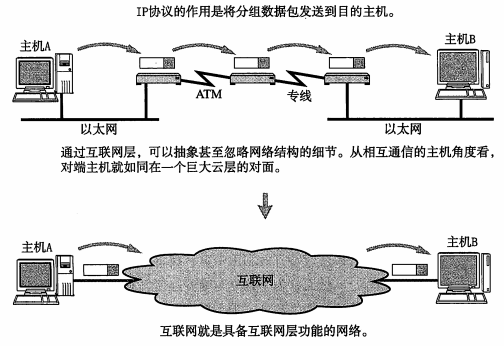 IP协议的作用是将分组数据包发送到目的主机。
主机A
主机B
ATM
专线
以太网
以太网
通过互联网层，可以抽象甚至忽略网络结构的细节。从相互通信的主机角度看，
对端主机就如同在一个巨大云层的对面。
主机A
主机B
互联网
互联网就是具备互联网层功能的网络。